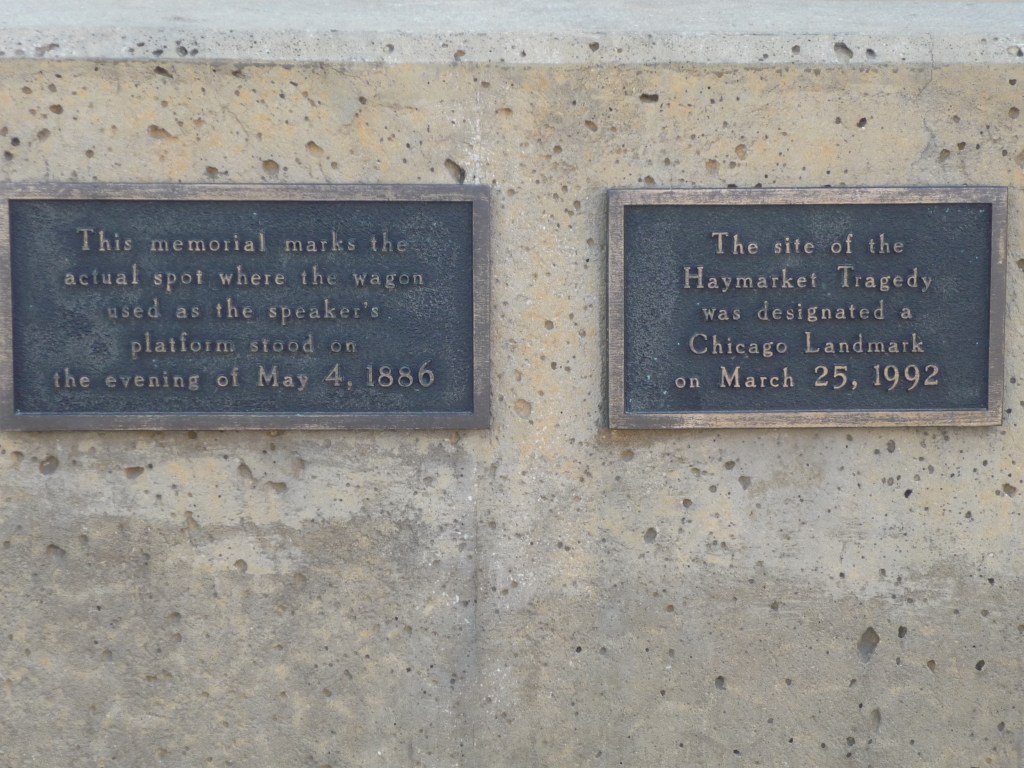 This memorial marks the
actual spot where the wagon
used as the speaker's
platform stood on
the evening of May 4, 1886
The site of the
Haymarket Tragedy
was designated a
Chicago Landmark
on March 25, 1992